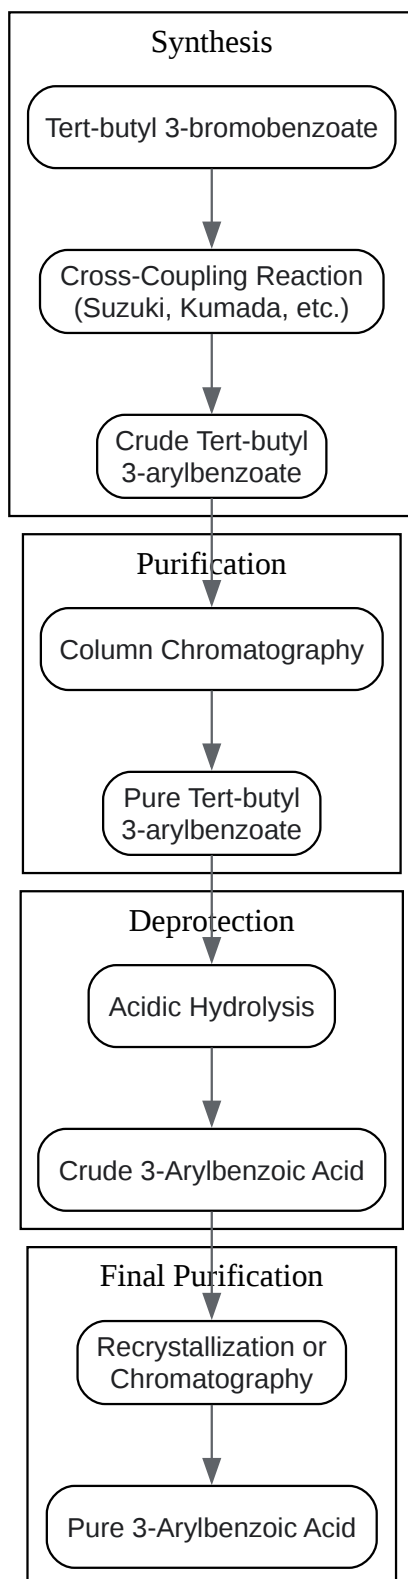 Synthesis
Tert-butyl 3-bromobenzoate
Cross-Coupling Reaction
(Suzuki, Kumada, etc.)
Crude Tert-butyl
3-arylbenzoate
Purification
Column Chromatography
Pure Tert-butyl
3-arylbenzoate
Deprotection
Acidic Hydrolysis
Crude 3-Arylbenzoic Acid
Final Purification
Recrystallization or
Chromatography
Pure 3-Arylbenzoic Acid